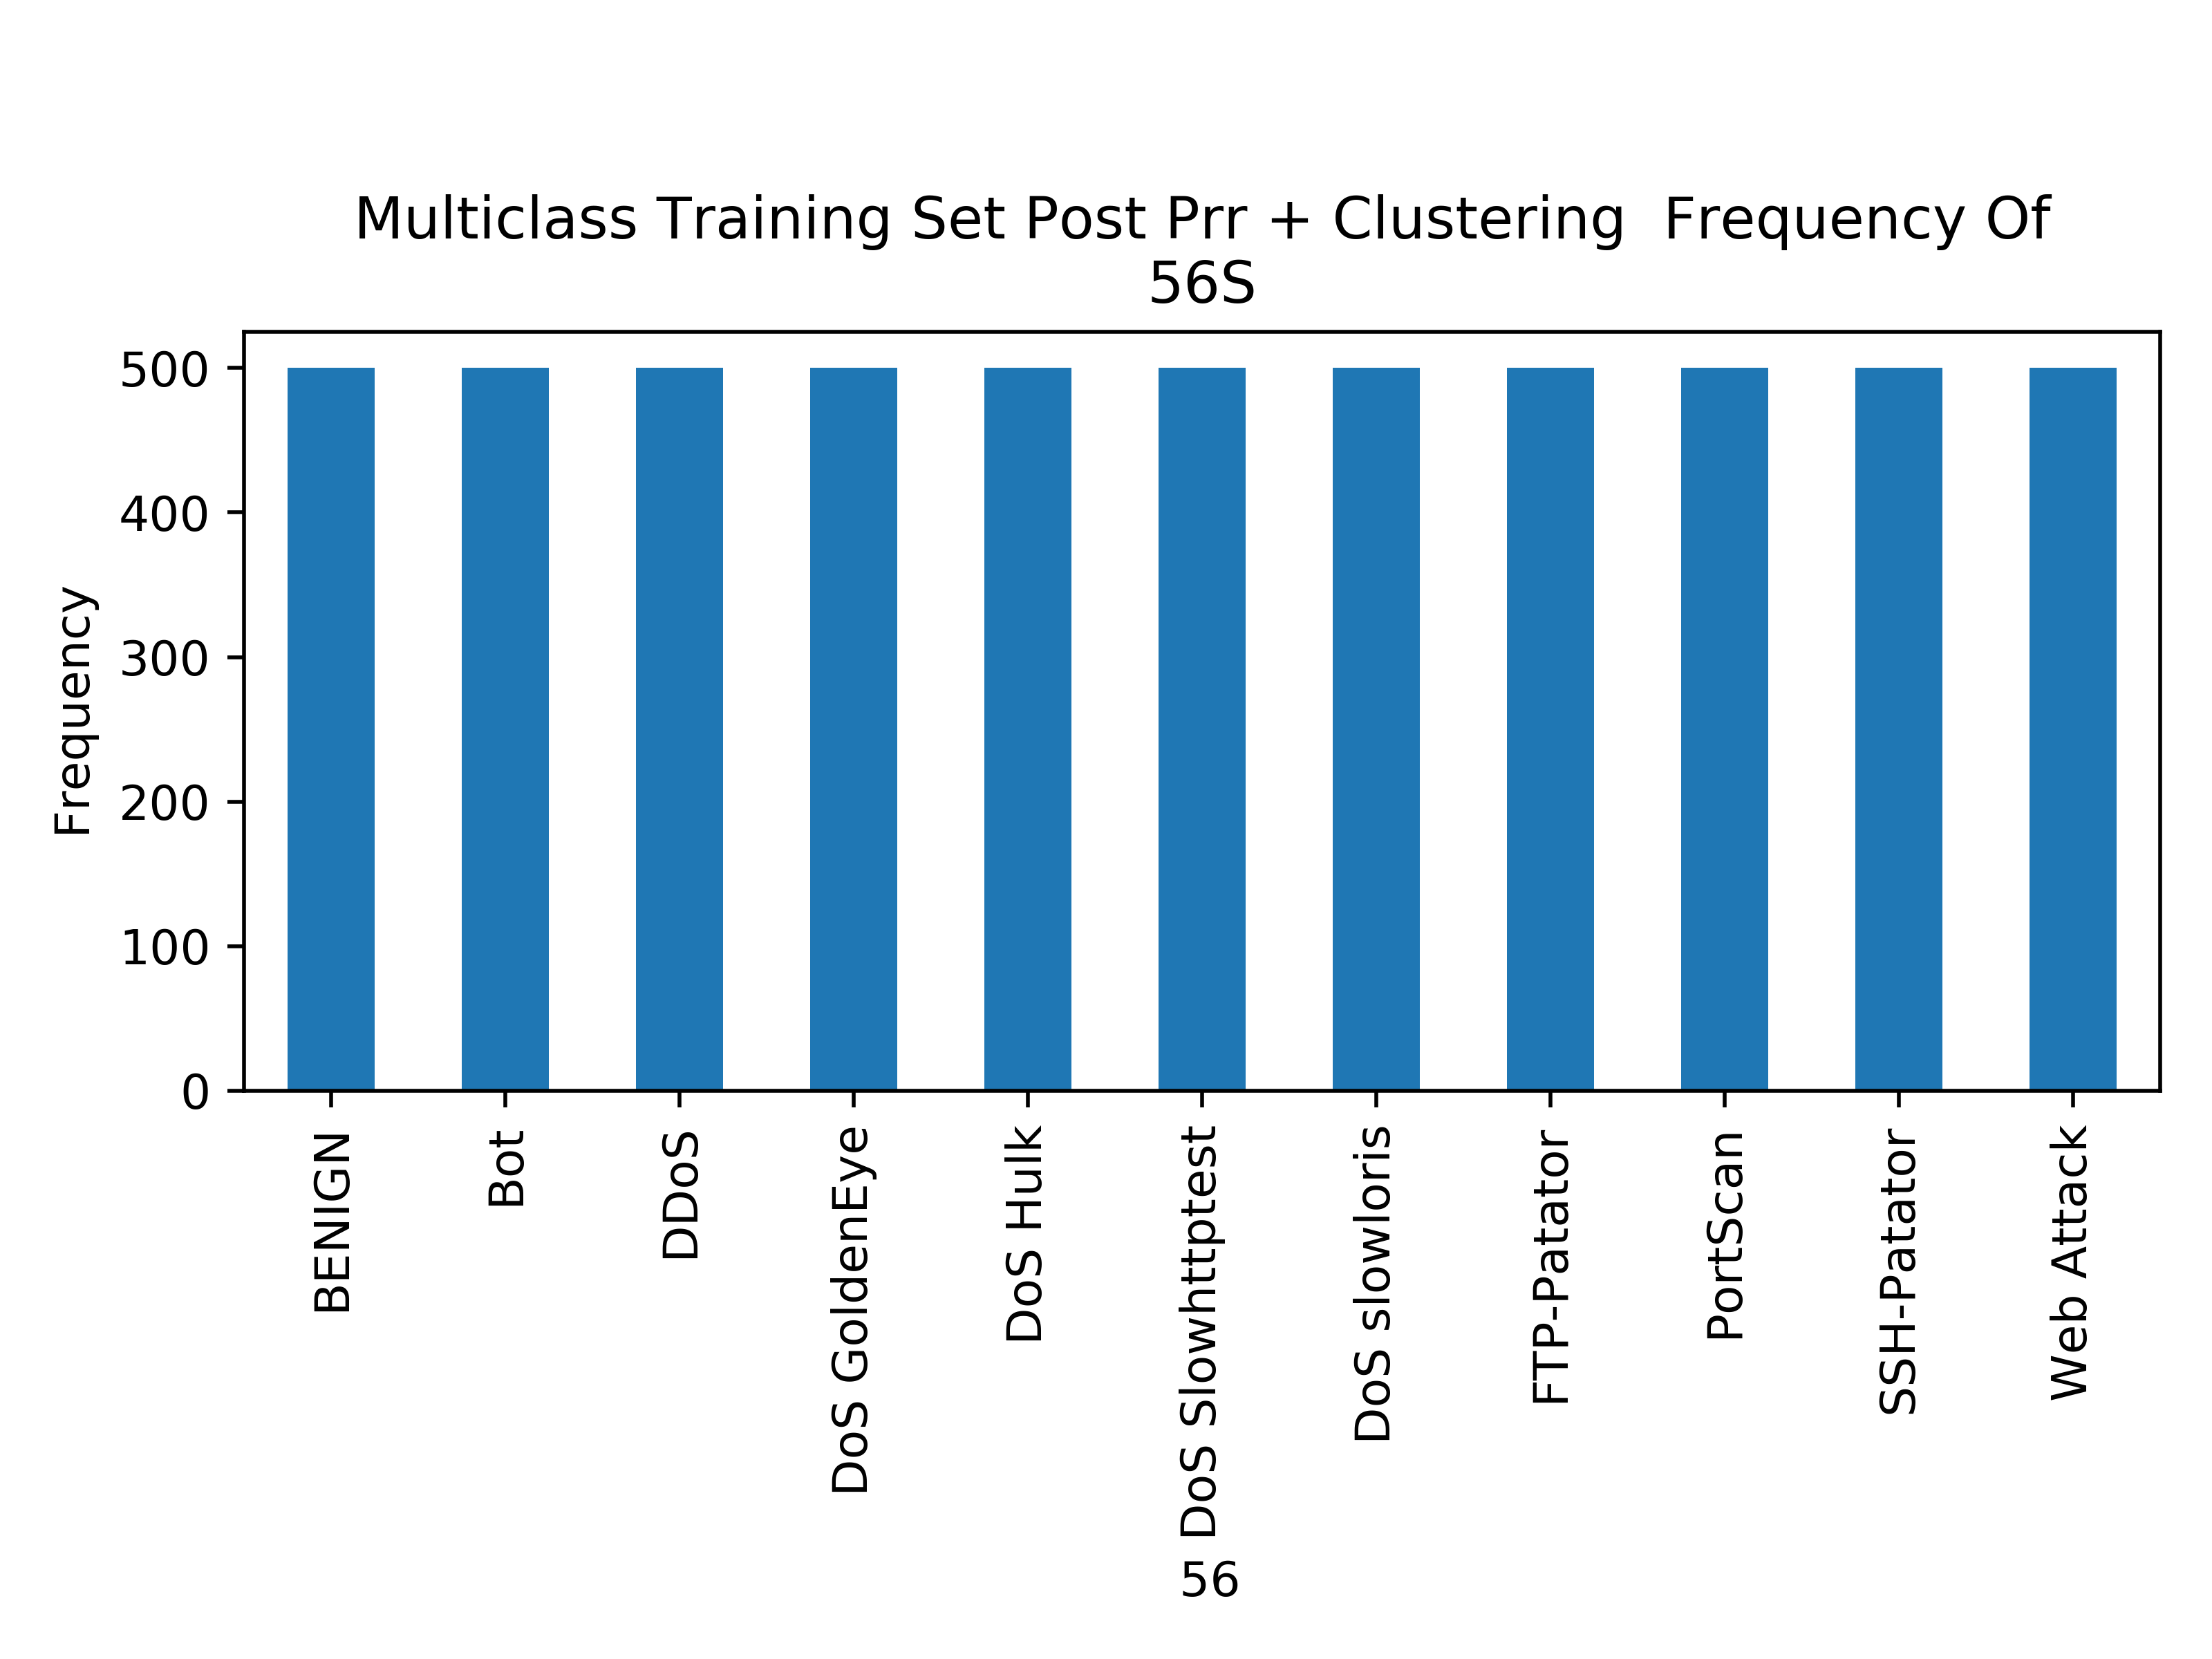 Multiclass Training Set Post Prr + Clustering  Frequency Of
56S
Frequency
500
400
300
200
100
0
BENIGN
Bot
DDoS
DoS GoldenEye
DoS Hulk
DoS Slowhttptest
DoS slowloris
FTP-Patator
PortScan
SSH-Patator
Web Attack
56